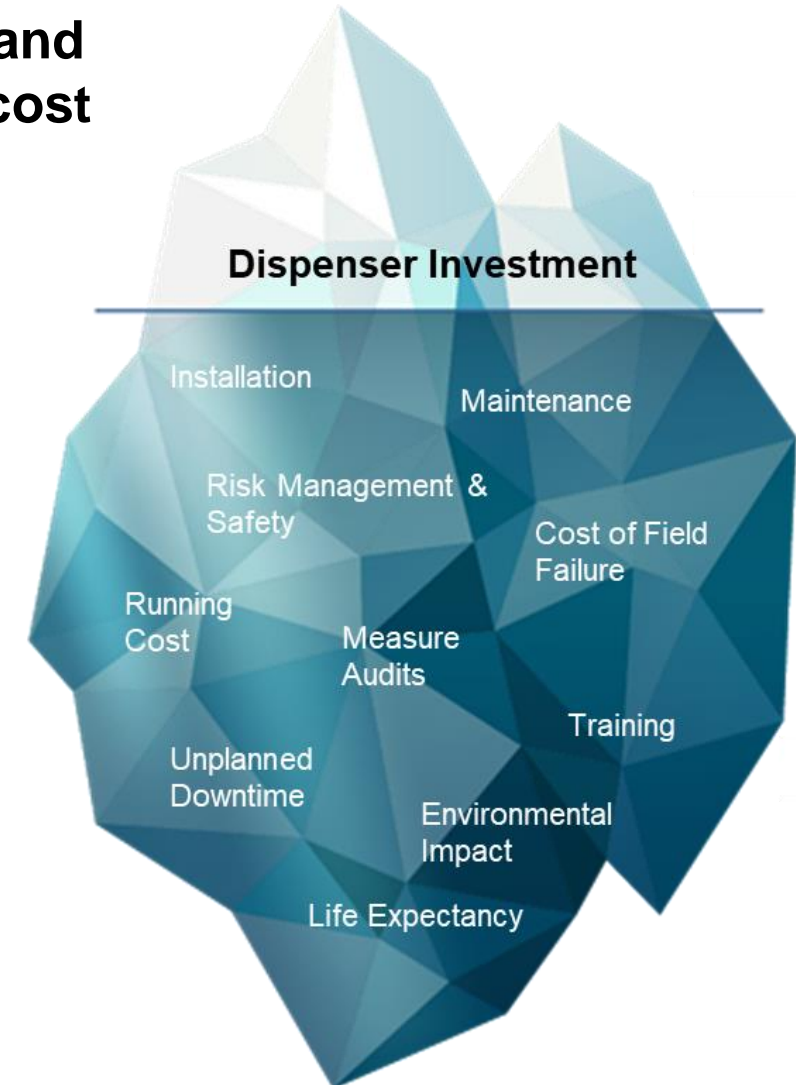 and
cost
Dispenser Investment
Installation
Maintenance
Risk Management &
Safety
Cost of Field
Failure
Running
Cost
Measure
Audits
Training
Unplanned
Downtime
Environmental
Impact
Life Expectancy